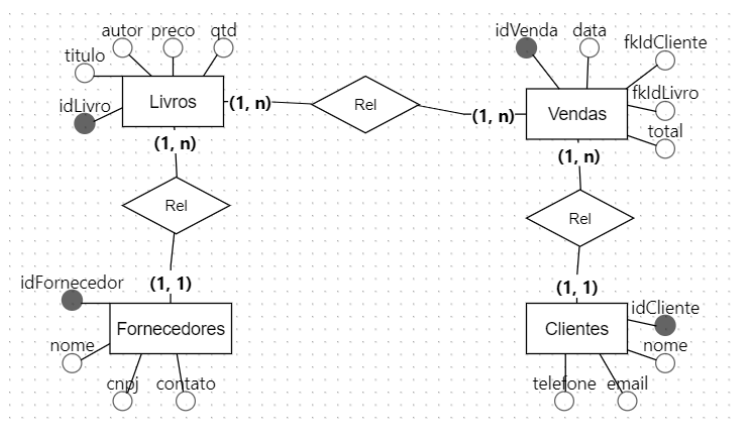 autor preco qtd
titulo
idLivro
Livros
(1, n)
Rel
(1, n)
idVenda data
fkIdCliente
fkIdLivro
total
Vendas
(1, n)
Rel
(1, 1)
idFornecedor
Fornecedores
nome
cnpj contato
(1, n)
Rel
(1, 1)
idCliente
Clientes
nome
telefone email